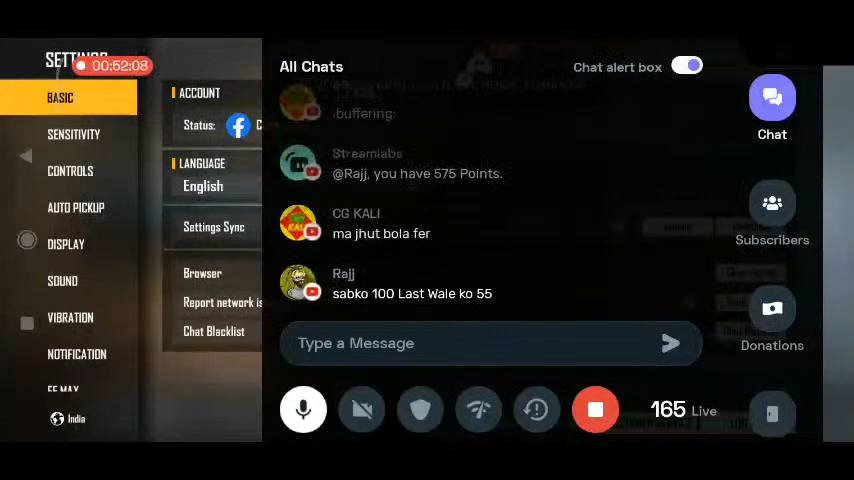 SETTINGS
00:52:08
BASIC
SENSITIVITY
CONTROLS
AUTO PICKUP
DISPLAY
SOUND
VIBRATION
NOTIFICATION
FF MAX
India
ACCOUNT
Status:
LANGUAGE
English
Settings Sync
Browser
Report network is
Chat Blacklist
All Chats
Chat alert box
:buffering:
Streamlabs
@Rajj, you have 575 Points.
CG KALI
ma jhut bola fer
Rajj
sabko 100 Last Wale ko 55
Type a Message
165 Live
Chat
Subscribers
Donations